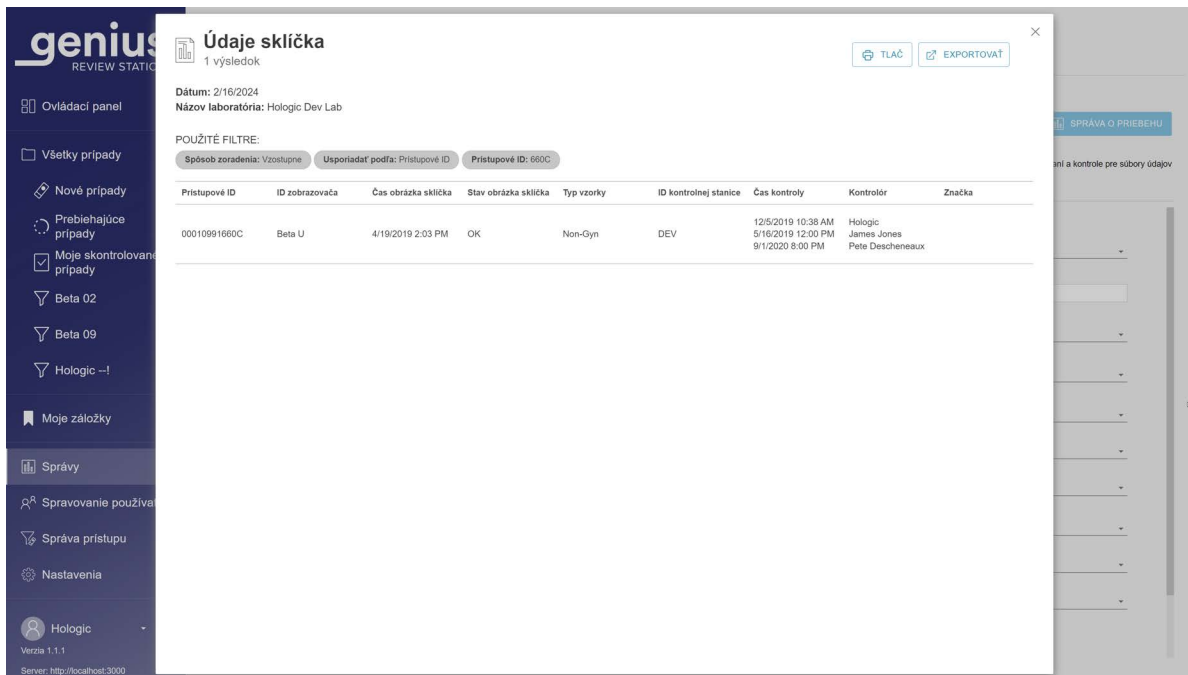 genius
REVIEW STATIO
Ovládací panel
Všetky prípady
Nové prípady
Prebiehajúce
prípady
Moje skontrolované
prípady
Beta 02
Beta 09
Hologic --!
Moje záložky
Správy
Spravovanie používat
Správa prístupu
Nastavenia
Hologic
Verzia 1.1.1
Server: http://localhost:3000
Údaje sklíčka
1 výsledok
TLAČ
EXPORTOVAŤ
Dátum: 2/16/2024
Názov laboratória: Hologic Dev Lab
POUŽITÉ FILTRE:
Spôsob zoradenia: Vzostupne Usporiadať podľa: Prístupové ID Prístupové ID: 660C
Prístupové ID ID zobrazovača Čas obrázka sklíčka Stav obrázka sklíčka Typ vzorky ID kontrolnej stanice Čas kontroly Kontrolór Značka
00010991660C Beta U 4/19/2019 2:03 PM OK Non-Gyn DEV
12/5/2019 10:38 AM Hologic
5/16/2019 12:00 PM James Jones
9/1/2020 8:00 PM Pete Descheneaux
SPRÁVA O PRIEBEHU
ní a kontrole pre súbory údajov